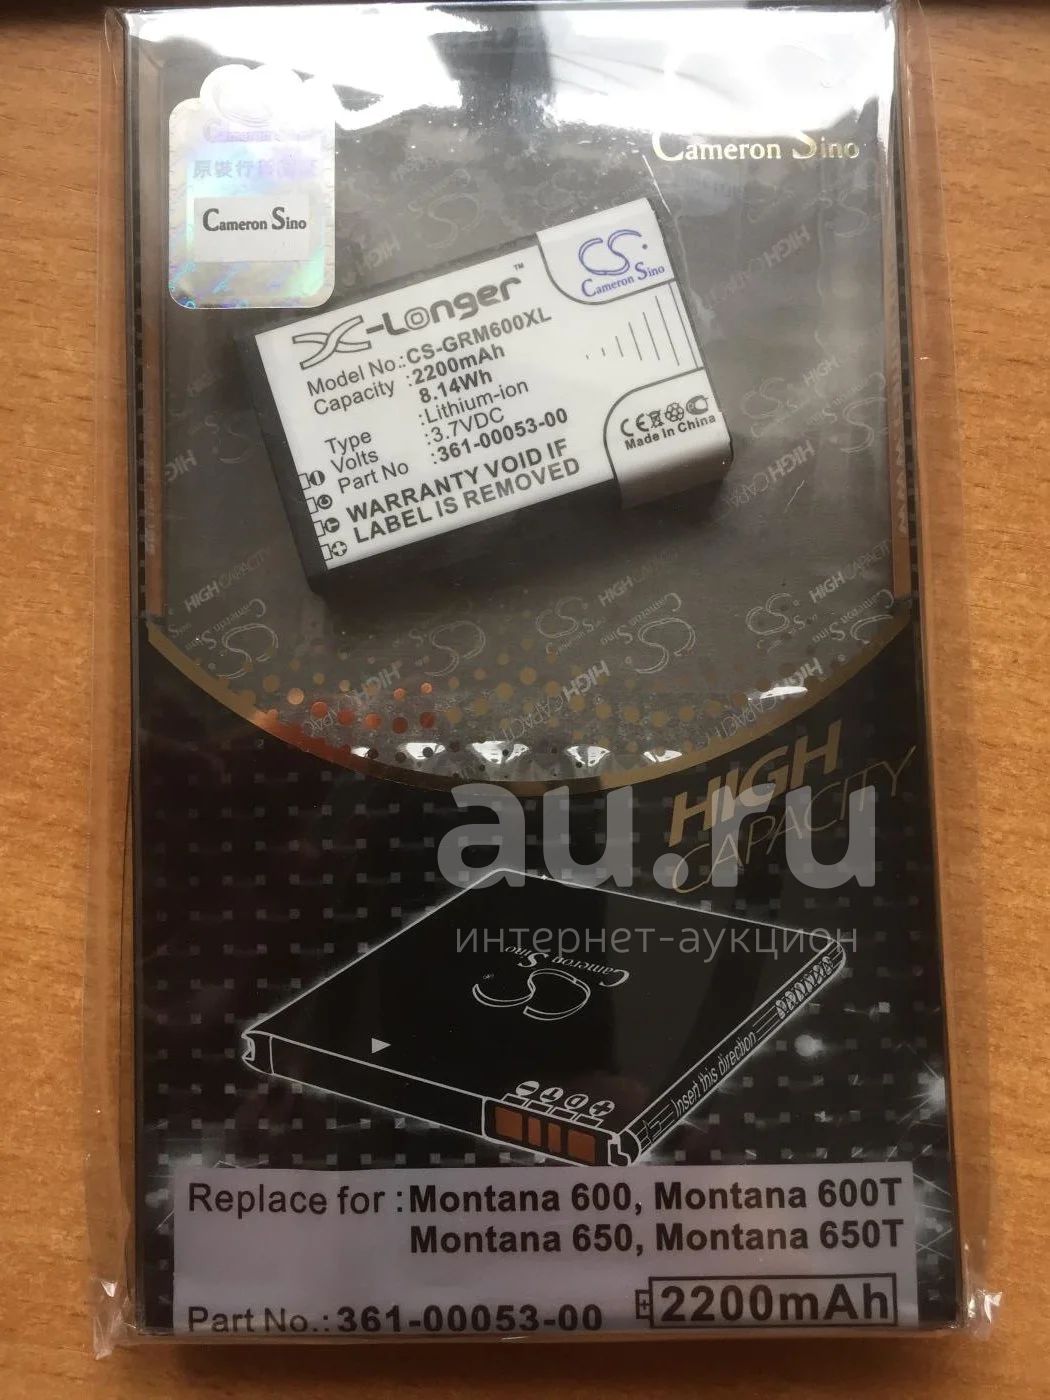 Cameron Sino
Cameron Sino
Cameron Sino
CS
Cameron Sino
X-Longer™
Model No.:CS-GRM600XL
Capacity :2200mAh
8.14Wh
Type :Lithium-ion
Volts :3.7VDC
Part No :361-00053-00
WARRANTY VOID IF
LABEL IS REMOVED
CE
Made In China
HIGH CAPACITY
HIGH
CAPACITY
au.ru
интернет-аукцион
Cameron Sino
CS
Insert this direction
Replace for : Montana 600, Montana 600T
Montana 650, Montana 650T
Part No.: 361-00053-00
2200mAh